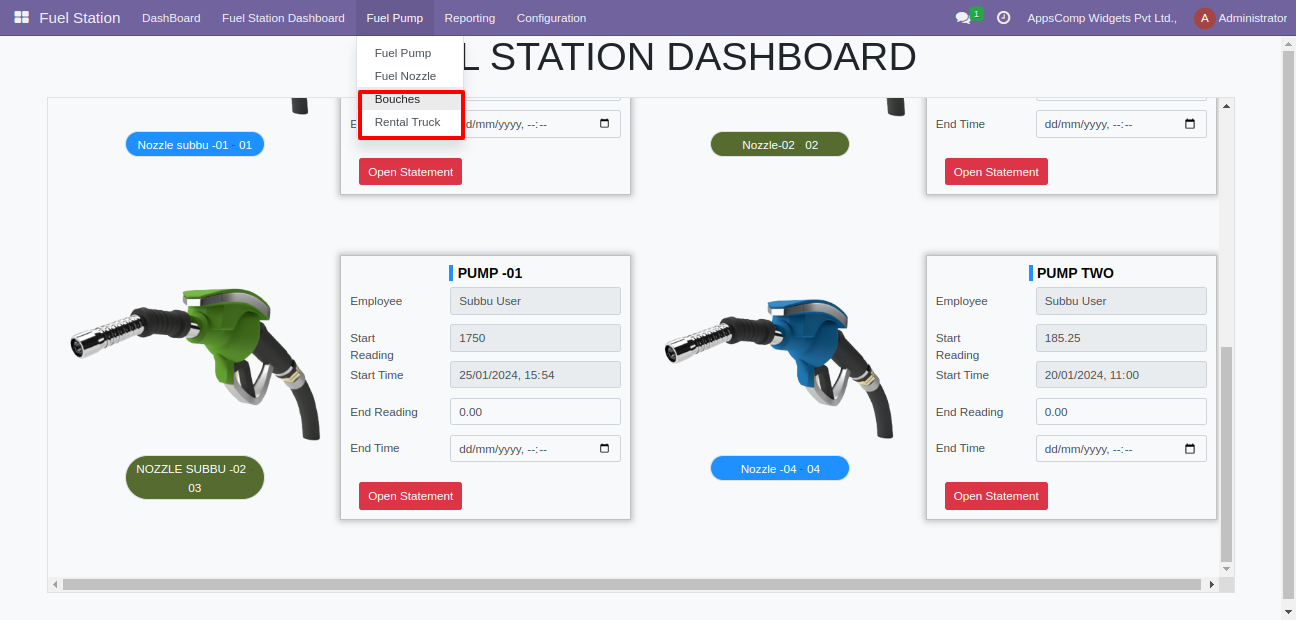 Fuel Station DashBoard Fuel Station Dashboard Fuel Pump Reporting Configuration 1 AppsComp Widgets Pvt Ltd., A Administrator
Fuel Pump
Fuel Nozzle
Bouches
Rental Truck
L STATION DASHBOARD
Nozzle subbu -01 - 01
E
dd/mm/yyyy, --:--
Open Statement
Nozzle-02 - 02
End Time
dd/mm/yyyy, --:--
Open Statement
NOZZLE SUBBU -02
03
PUMP -01
Employee Subbu User
Start
Reading
1750
Start Time 25/01/2024, 15:54
End Reading 0.00
End Time dd/mm/yyyy, --:--
Open Statement
Nozzle -04 - 04
PUMP TWO
Employee Subbu User
Start
Reading
185.25
Start Time 20/01/2024, 11:00
End Reading 0.00
End Time dd/mm/yyyy, --:--
Open Statement